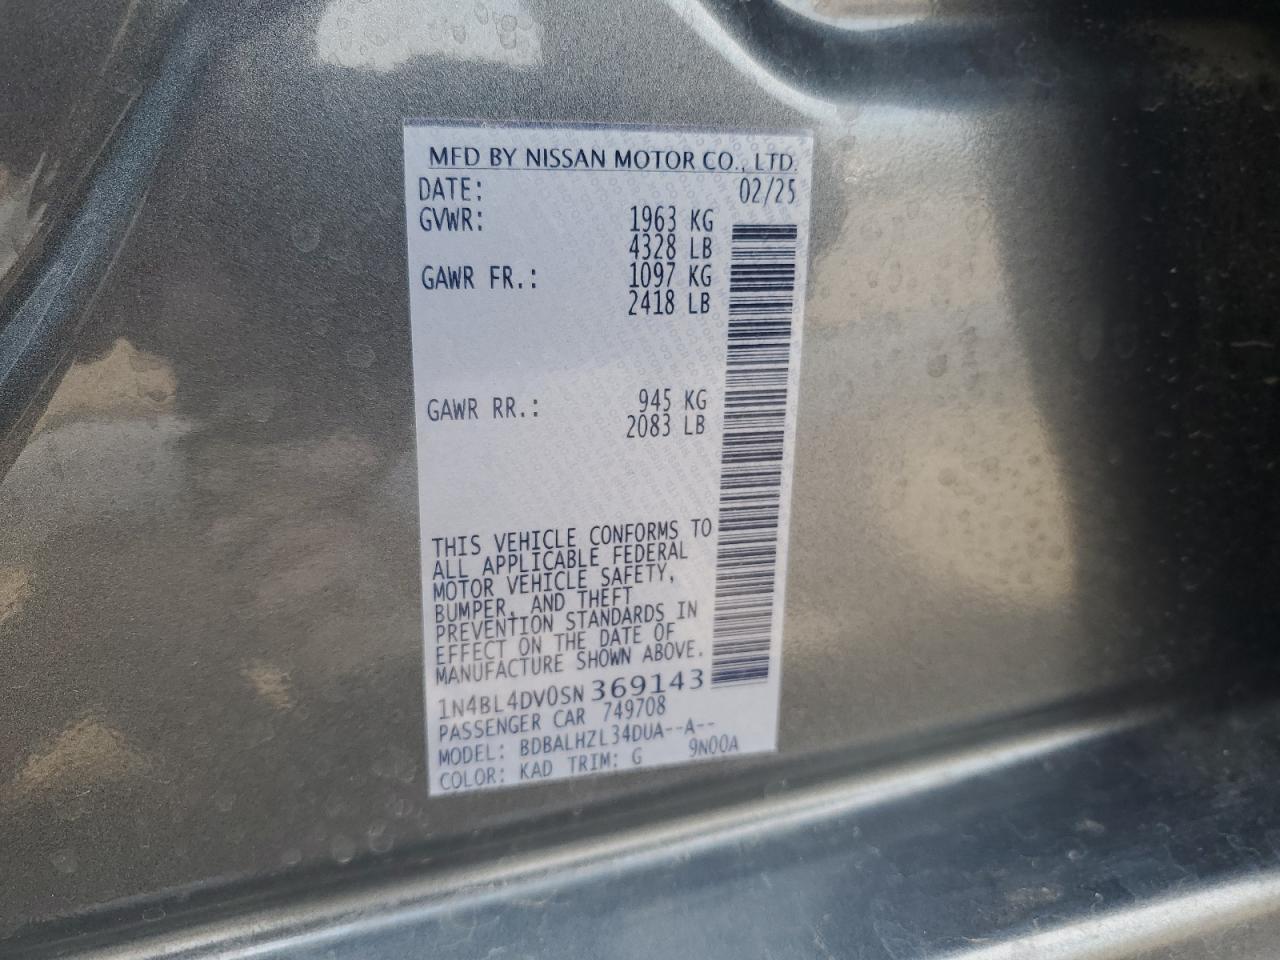 MFD BY NISSAN MOTOR CO., LTD.
DATE: 02/25
GVWR: 1963 KG
4328 LB
GAWR FR.: 1097 KG
2418 LB
GAWR RR.: 945 KG
2083 LB
THIS VEHICLE CONFORMS TO
ALL APPLICABLE FEDERAL
MOTOR VEHICLE SAFETY,
BUMPER, AND THEFT
PREVENTION STANDARDS IN
EFFECT ON THE DATE OF
MANUFACTURE SHOWN ABOVE.
1N4BL4DV0SN369143
PASSENGER CAR 749708
MODEL: BDBALHZL34DUA--A--
COLOR: KAD TRIM: G 9N00A